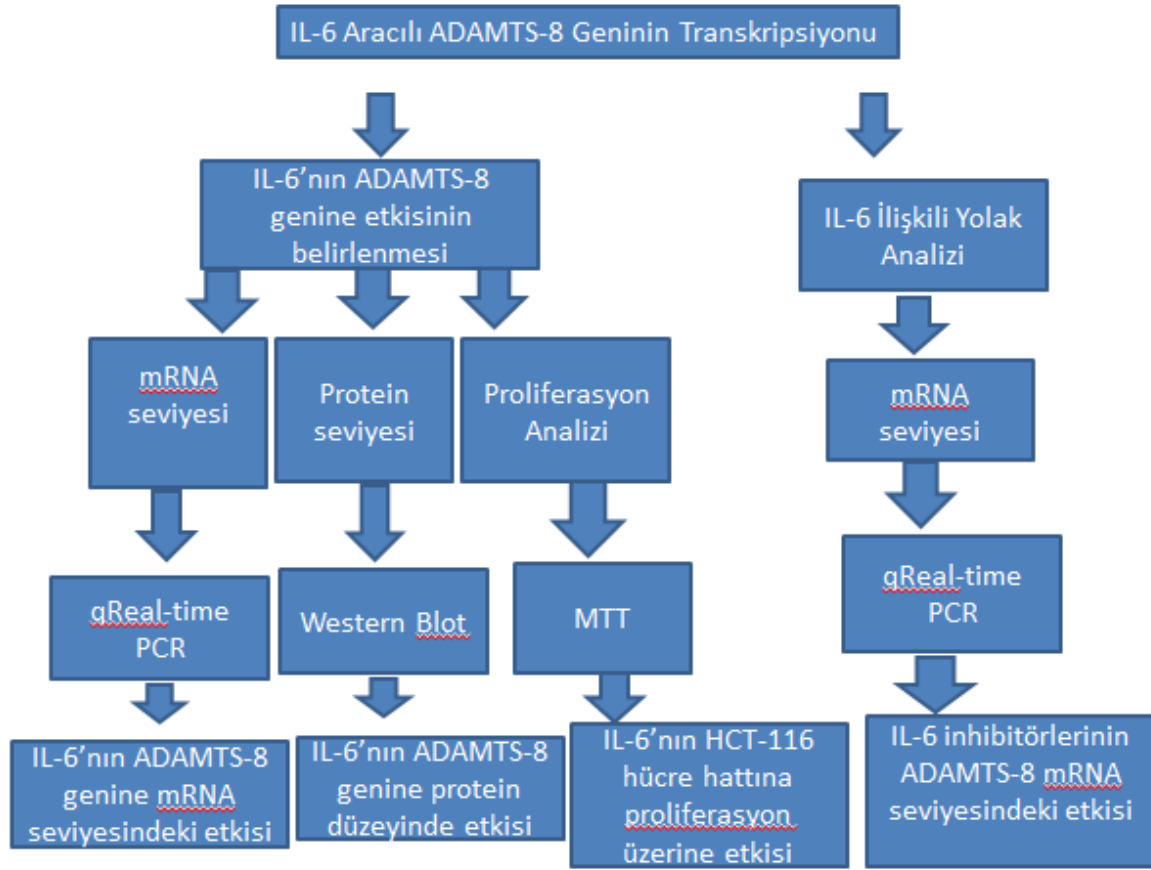 IL-6 Aracılı ADAMTS-8 Geninin Transkripsiyonu
IL-6’nın ADAMTS-8
genine etkisinin
belirlenmesi
IL-6 İlişkili Yolak
Analizi
mRNA
seviyesi
Protein
seviyesi
Proliferasyon
Analizi
mRNA
seviyesi
qReal-time
PCR
Western Blot
MTT
qReal-time
PCR
IL-6’nın ADAMTS-8
genine mRNA
seviyesindeki etkisi
IL-6’nın ADAMTS-8
genine protein
düzeyinde etkisi
IL-6’nın HCT-116
hücre hattına
proliferasyon
üzerine etkisi
IL-6 inhibitörlerinin
ADAMTS-8 mRNA
seviyesindeki etkisi